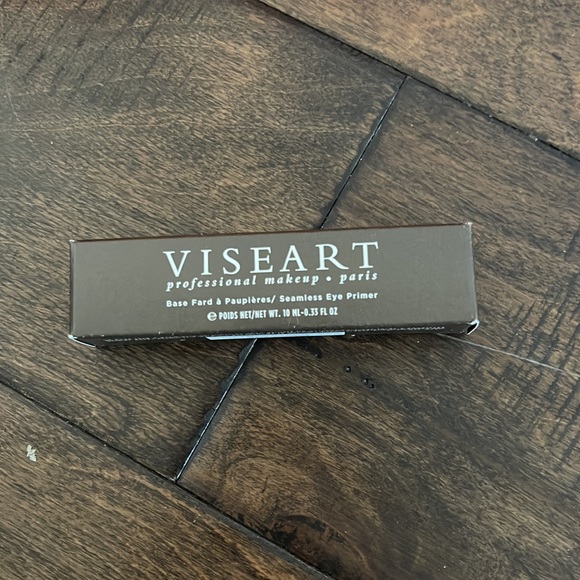 VISEART
professional makeup • paris
Base Fard à Paupières/ Seamless Eye Primer
℮ POIDS NET/NET WT. 10 ML-0.33 FL OZ